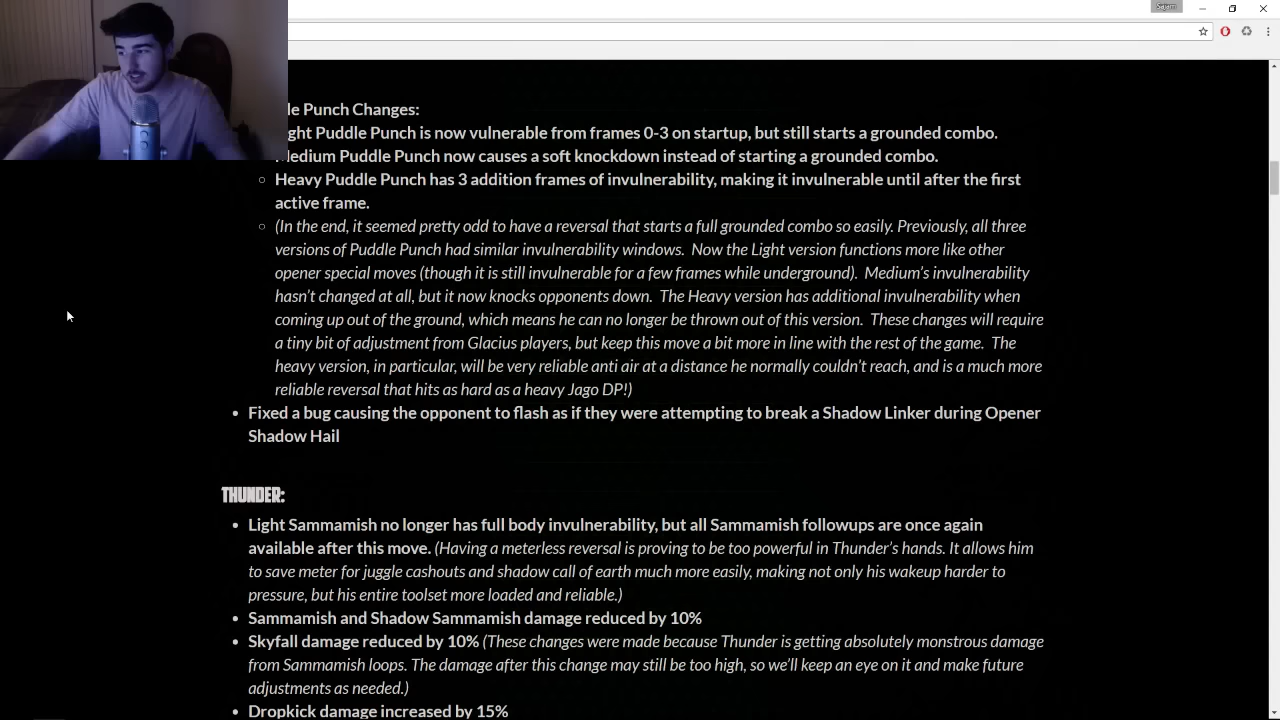 Sajam
le Punch Changes:
ght Puddle Punch is now vulnerable from frames 0-3 on startup, but still starts a grounded combo.
Medium Puddle Punch now causes a soft knockdown instead of starting a grounded combo.
Heavy Puddle Punch has 3 addition frames of invulnerability, making it invulnerable until after the first
active frame.
(In the end, it seemed pretty odd to have a reversal that starts a full grounded combo so easily. Previously, all three
versions of Puddle Punch had similar invulnerability windows.  Now the Light version functions more like other
opener special moves (though it is still invulnerable for a few frames while underground).  Medium's invulnerability
hasn't changed at all, but it now knocks opponents down.  The Heavy version has additional invulnerability when
coming up out of the ground, which means he can no longer be thrown out of this version.  These changes will require
a tiny bit of adjustment from Glacius players, but keep this move a bit more in line with the rest of the game.  The
heavy version, in particular, will be very reliable anti air at a distance he normally couldn't reach, and is a much more
reliable reversal that hits as hard as a heavy Jago DP!)
Fixed a bug causing the opponent to flash as if they were attempting to break a Shadow Linker during Opener
Shadow Hail
THUNDER:
Light Sammamish no longer has full body invulnerability, but all Sammamish followups are once again
available after this move. (Having a meterless reversal is proving to be too powerful in Thunder's hands. It allows him
to save meter for juggle cashouts and shadow call of earth much more easily, making not only his wakeup harder to
pressure, but his entire toolset more loaded and reliable.)
Sammamish and Shadow Sammamish damage reduced by 10%
Skyfall damage reduced by 10% (These changes were made because Thunder is getting absolutely monstrous damage
from Sammamish loops. The damage after this change may still be too high, so we'll keep an eye on it and make future
adjustments as needed.)
Dropkick damage increased by 15%